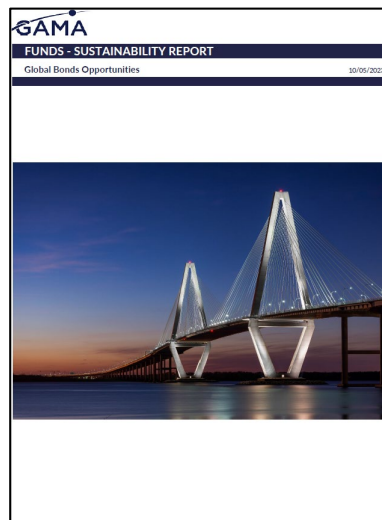 GAMA
FUNDS - SUSTAINABILITY REPORT
Global Bonds Opportunities
10/05/202